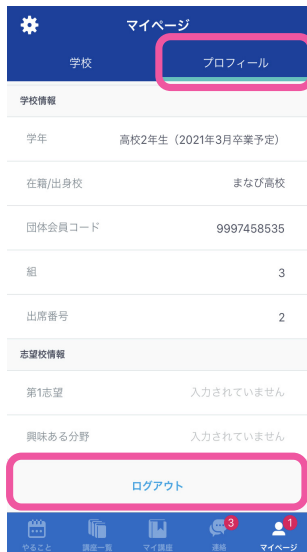 マイページ
学校 プロフィール
学校情報
学年 高校2年生（2021年3月卒業予定）
在籍/出身校 まなび高校
団体会員コード 9997458535
組 3
出席番号 2
志望校情報
第1志望 入力されていません
興味ある分野 入力されていません
ログアウト
3 1
やること 講座一覧 マイ講座 連絡 マイページ